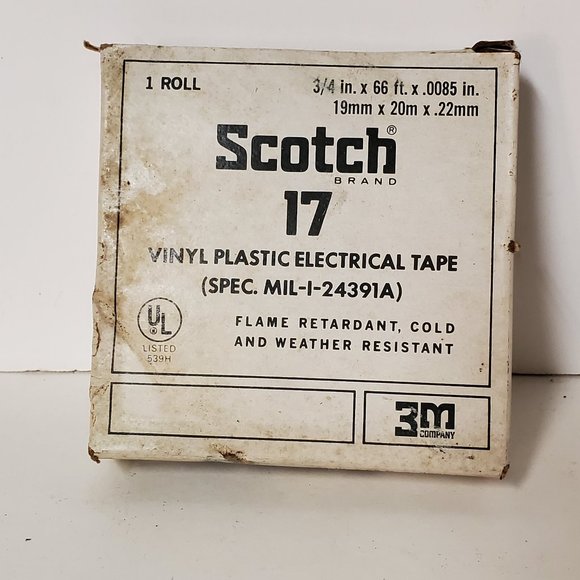 1 ROLL
3/4 in. x 66 ft. x .0085 in.
19mm x 20m x .22mm
Scotch®
BRAND
17
VINYL PLASTIC ELECTRICAL TAPE
(SPEC. MIL-I-24391A)
UL
LISTED
539H
FLAME RETARDANT, COLD
AND WEATHER RESISTANT
3M
COMPANY